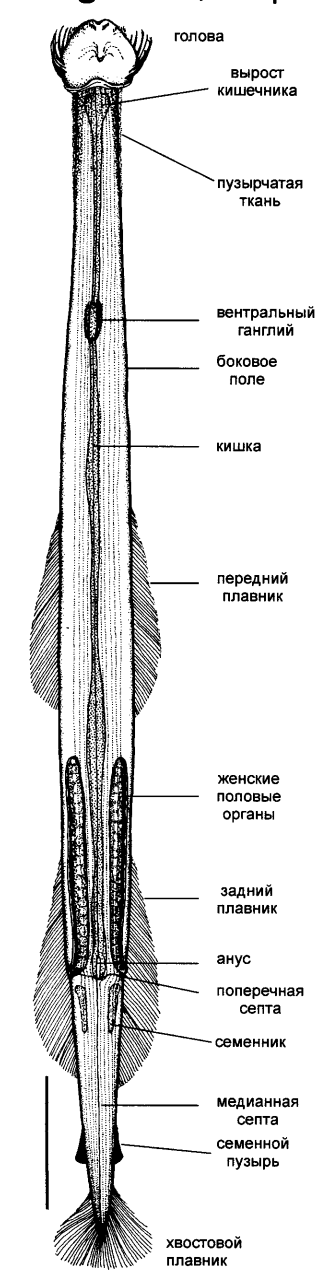 голова
вырост
кишечника
пузырчатая
ткань
вентральный
ганглий
боковое
поле
кишка
передний
плавник
женские
половые
органы
задний
плавник
анус
поперечная
септа
семенник
медианная
септа
семенной
пузырь
хвостовой
плавник